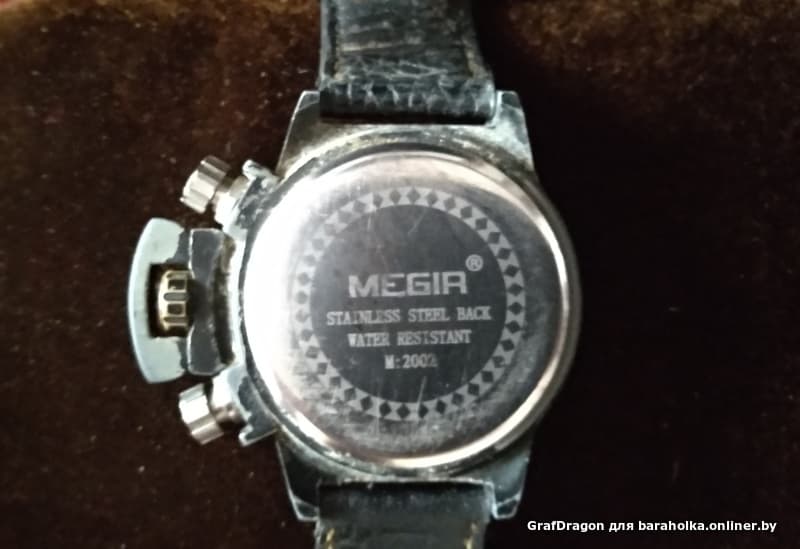 MEGIR®
STAINLESS STEEL BACK
WATER RESISTANT
M:2002
GrafDragon для baraholka.onliner.by